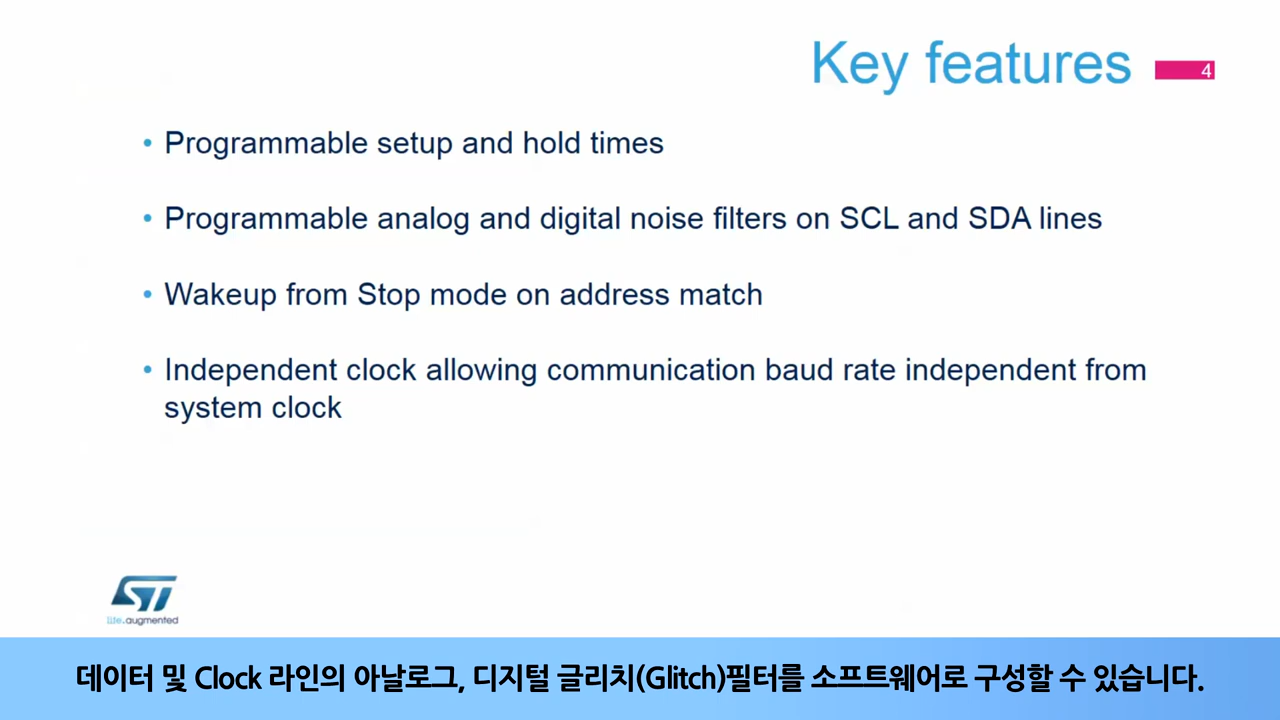 Key features
4
• Programmable setup and hold times
• Programmable analog and digital noise filters on SCL and SDA lines
• Wakeup from Stop mode on address match
• Independent clock allowing communication baud rate independent from
system clock
ST
life.augmented
데이터 및 Clock 라인의 아날로그, 디지털 글리치(Glitch)필터를 소프트웨어로 구성할 수 있습니다.